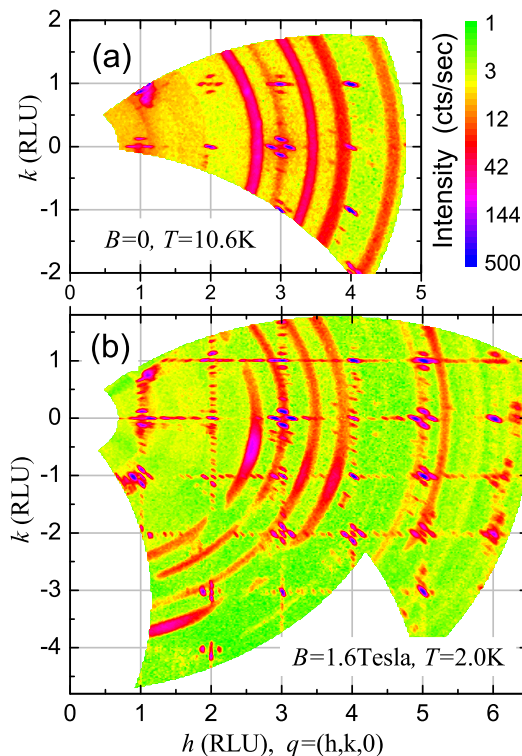 (a)
k (RLU)
2
1
0
-1
-2
B=0, T=10.6K
0 1 2 3 4 5
Intensity (cts/sec)
1
3
12
42
144
500
(b)
k (RLU)
1
0
-1
-2
-3
-4
B=1.6Tesla, T=2.0K
0 1 2 3 4 5 6
h (RLU), q=(h,k,0)